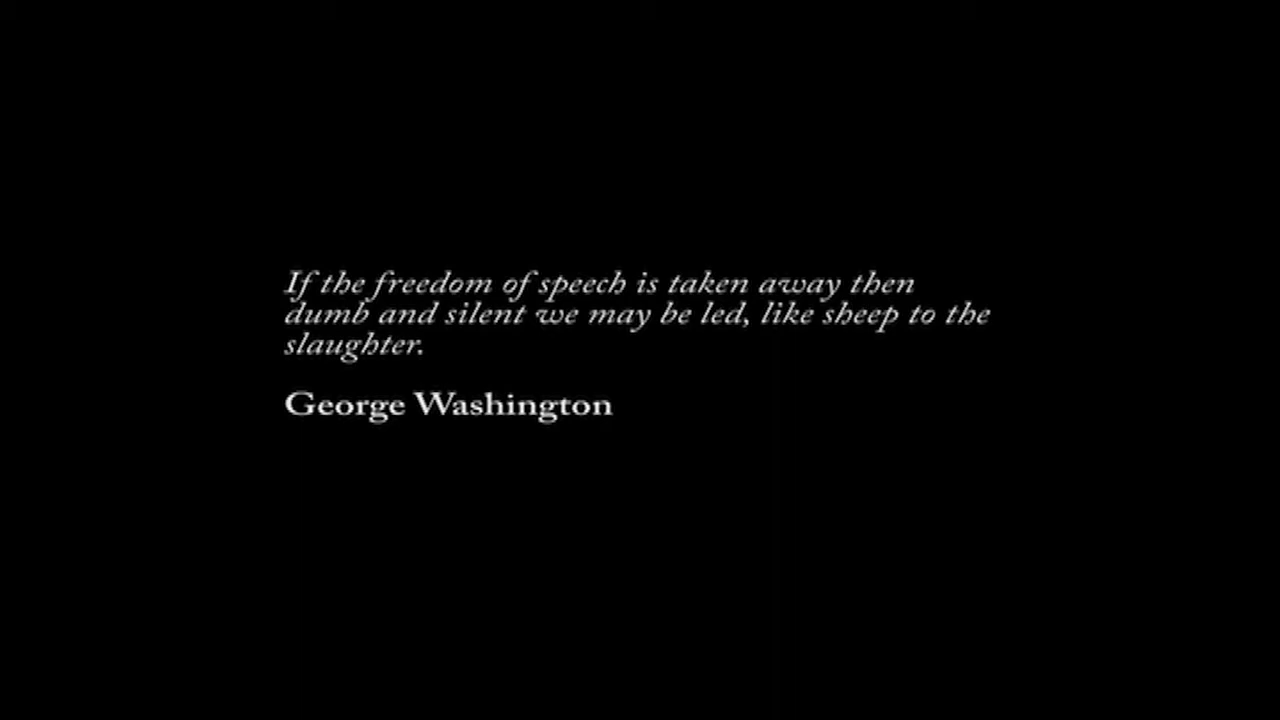 If the freedom of speech is taken away then
dumb and silent we may be led, like sheep to the
slaughter.
George Washington